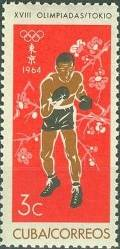 XVIII OLIMPIADAS/TOKIO
東京
1964
3c
CUBA/CORREOS